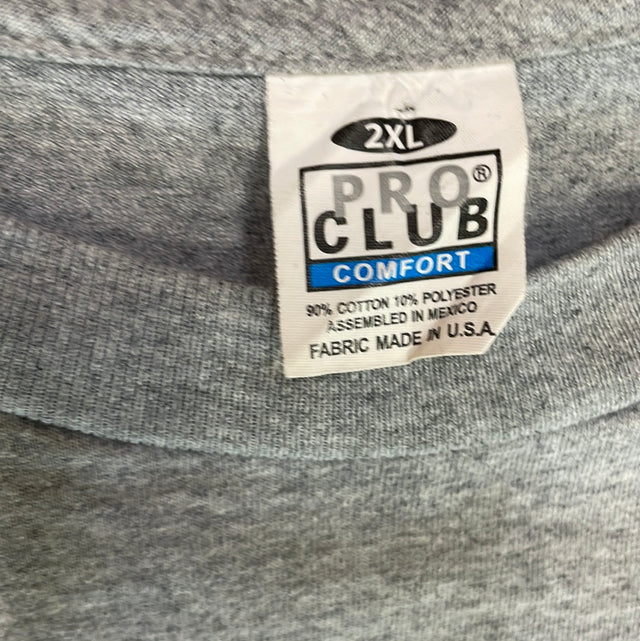 2XL
PRO®
CLUB
COMFORT
90% COTTON 10% POLYESTER
ASSEMBLED IN MEXICO
FABRIC MADE IN U.S.A.